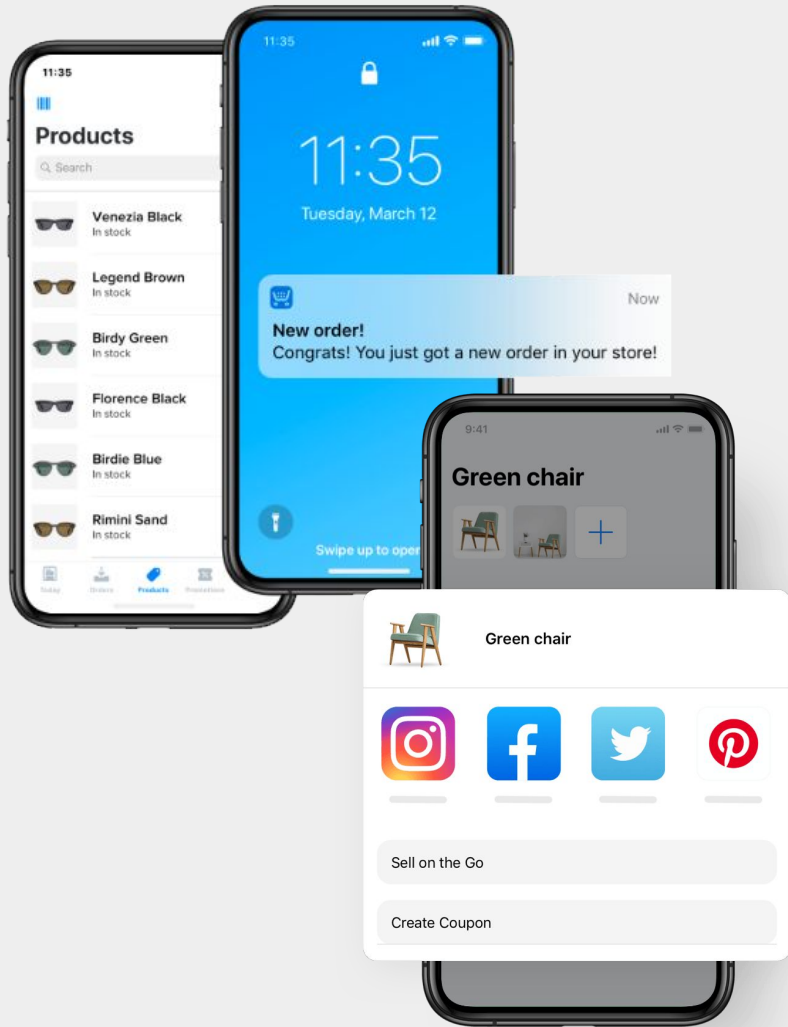 11:35
Products
Search
Venezia Black
In stock
Legend Brown
In stock
Birdy Green
In stock
Florence Black
In stock
Birdie Blue
In stock
Rimini Sand
In stock
Today
Orders
Products
Promotions
11:35
11:35
Tuesday, March 12
Now
New order!
Congrats! You just got a new order in your store!
Swipe up to open
9:41
Green chair
Green chair
Sell on the Go
Create Coupon